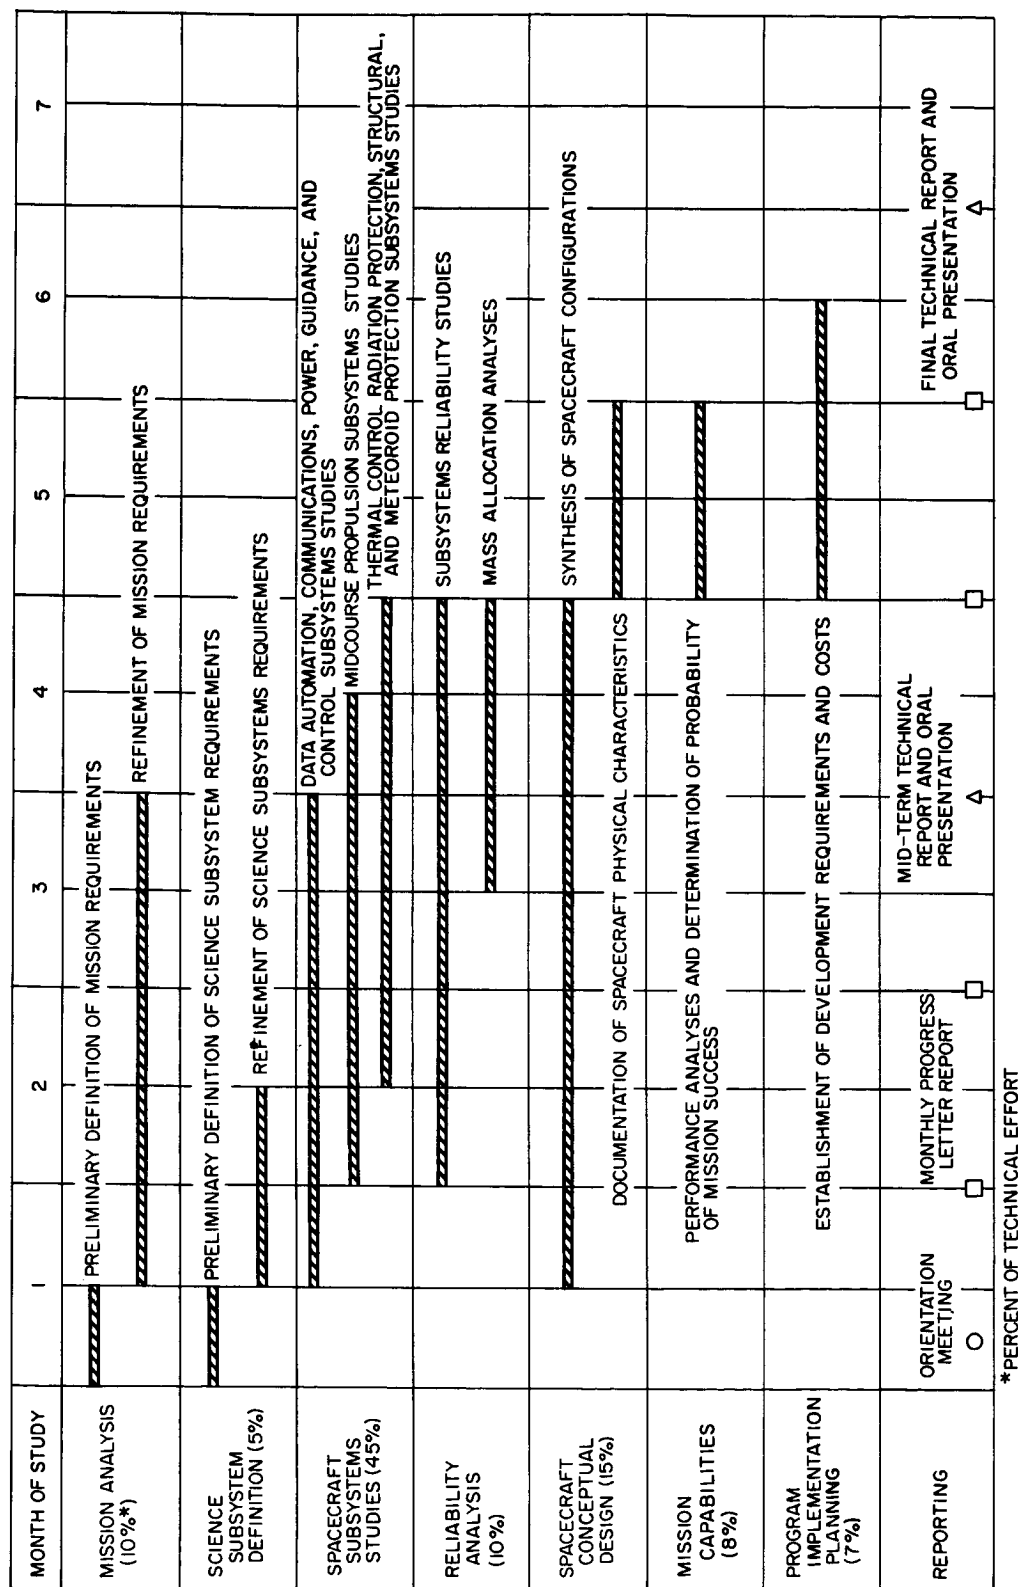 MONTH OF STUDY
1
2
3
4
5
6
7
MISSION ANALYSIS
(10%*)
PRELIMINARY DEFINITION OF MISSION REQUIREMENTS
REFINEMENT OF MISSION REQUIREMENTS
SCIENCE
SUBSYSTEM
DEFINITION (5%)
PRELIMINARY DEFINITION OF SCIENCE SUBSYSTEM REQUIREMENTS
REFINEMENT OF SCIENCE SUBSYSTEMS REQUIREMENTS
SPACECRAFT
SUBSYSTEMS
STUDIES (45%)
DATA AUTOMATION, COMMUNICATIONS, POWER, GUIDANCE, AND
CONTROL SUBSYSTEMS STUDIES
MIDCOURSE PROPULSION SUBSYSTEMS STUDIES
THERMAL CONTROL RADIATION PROTECTION, STRUCTURAL,
AND METEOROID PROTECTION SUBSYSTEMS STUDIES
RELIABILITY
ANALYSIS
(10%)
SUBSYSTEMS RELIABILITY STUDIES
MASS ALLOCATION ANALYSES
SPACECRAFT
CONCEPTUAL
DESIGN (15%)
SYNTHESIS OF SPACECRAFT CONFIGURATIONS
DOCUMENTATION OF SPACECRAFT PHYSICAL CHARACTERISTICS
MISSION
CAPABILITIES
(8%)
PERFORMANCE ANALYSES AND DETERMINATION OF PROBABILITY
OF MISSION SUCCESS
PROGRAM
IMPLEMENTATION
PLANNING
(7%)
ESTABLISHMENT OF DEVELOPMENT REQUIREMENTS AND COSTS
REPORTING
ORIENTATION
MEETING
MONTHLY PROGRESS
LETTER REPORT
MID-TERM TECHNICAL
REPORT AND ORAL
PRESENTATION
FINAL TECHNICAL REPORT AND
ORAL PRESENTATION
*PERCENT OF TECHNICAL EFFORT